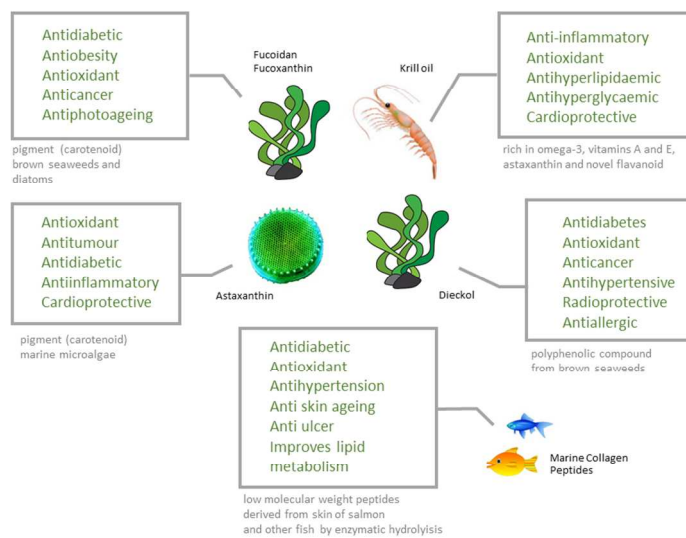 Antidiabetic
Antiobesity
Antioxidant
Anticancer
Antiphotoageing
pigment (carotenoid)
brown seaweeds and
diatoms
Fucoidan
Fucoxanthin
Krill oil
Anti-inflammatory
Antioxidant
Antihyperlipidaemic
Antihyperglycaemic
Cardioprotective
rich in omega-3, vitamins A and E,
astaxanthin and novel flavanoid
Antioxidant
Antitumour
Antidiabetic
Antiinflammatory
Cardioprotective
pigment (carotenoid)
marine microalgae
Astaxanthin
Dieckol
Antidiabetes
Antioxidant
Anticancer
Antihypertensive
Radioprotective
Antiallergic
polyphenolic compound
from brown seaweeds
Antidiabetic
Antioxidant
Antihypertension
Anti skin ageing
Anti ulcer
Improves lipid
metabolism
low molecular weight peptides
derived from skin of salmon
and other fish by enzymatic hydrolyisis
Marine Collagen
Peptides